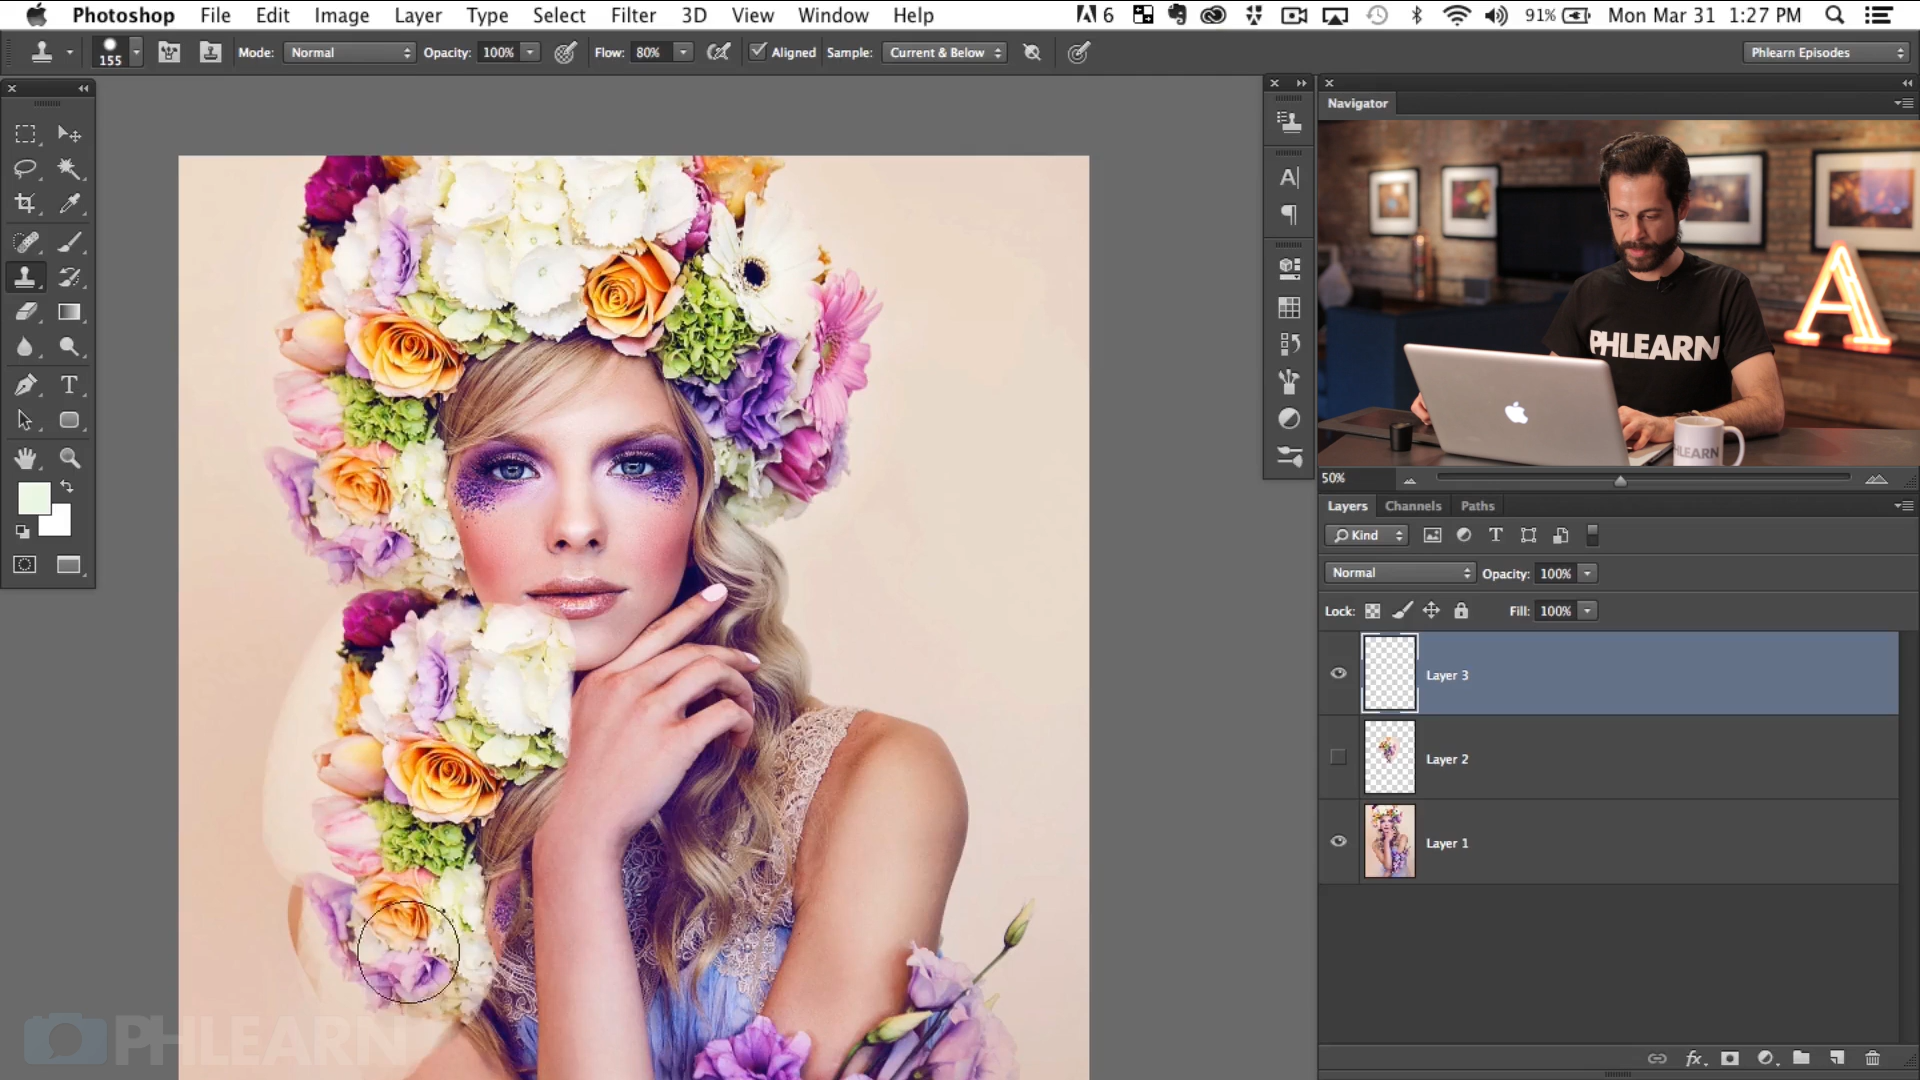 Photoshop File Edit Image Layer Type Select Filter 3D View Window Help
6 91% Mon Mar 31 1:27 PM
155 Mode: Normal Opacity: 100% Flow: 80% Aligned Sample: Current & Below Phlearn Episodes
Navigator
A
PHLEARN
PHLEARN
50%
Layers Channels Paths
Kind
Normal Opacity: 100%
Lock: Fill: 100%
Layer 3
Layer 2
Layer 1
fx
PHLEARN